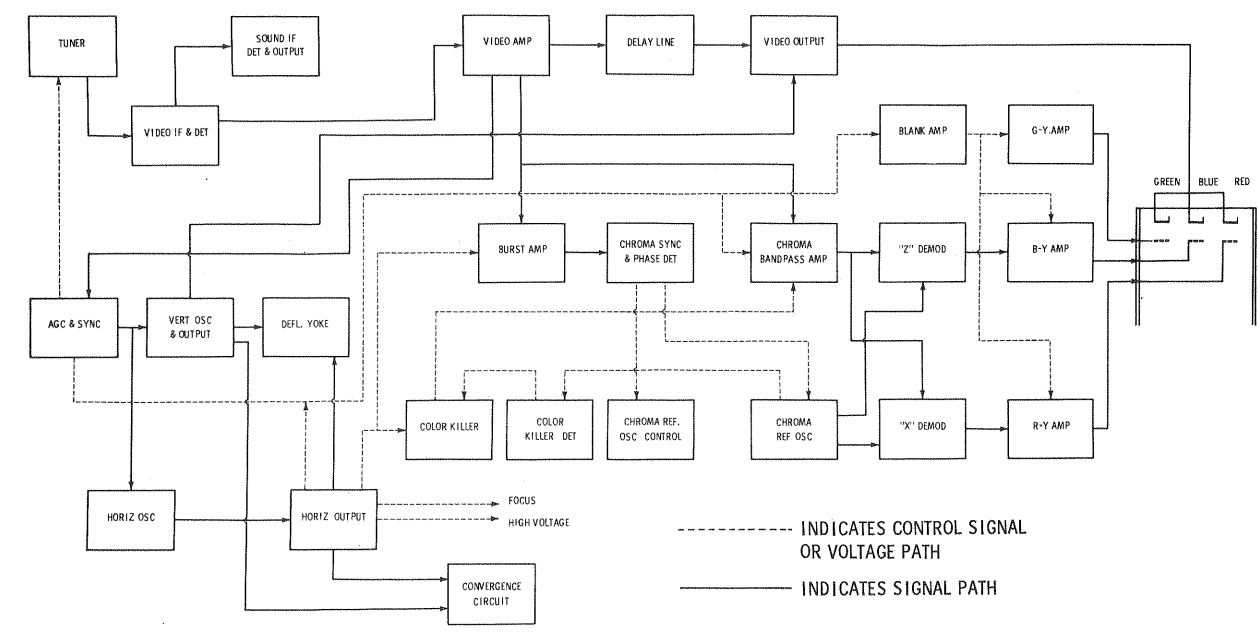 TUNER
SOUND IF
DET & OUTPUT
VIDEO AMP
DELAY LINE
VIDEO OUTPUT
VIDEO IF & DET
BLANK AMP
G-Y. AMP
GREEN BLUE RED
BURST AMP
CHROMA SYNC
& PHASE DET
CHROMA
BANDPASS AMP
"Z" DEMOD
B-Y AMP
AGC & SYNC
VERT OSC
& OUTPUT
DEFL. YOKE
COLOR KILLER
COLOR
KILLER DET
CHROMA REF.
OSC CONTROL
CHROMA
REF OSC
"X" DEMOD
R-Y AMP
HORIZ OSC
HORIZ OUTPUT
FOCUS
HIGH VOLTAGE
CONVERGENCE
CIRCUIT
INDICATES CONTROL SIGNAL
OR VOLTAGE PATH
INDICATES SIGNAL PATH